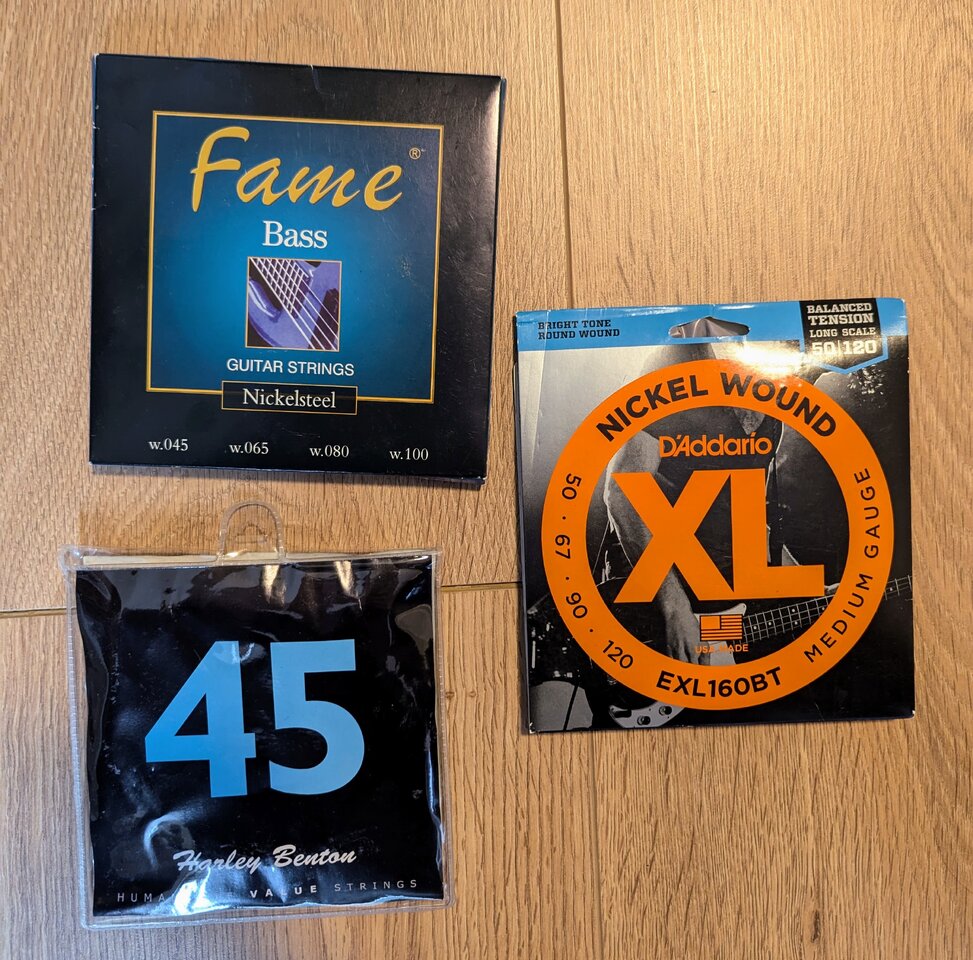 Fame®
Bass
GUITAR STRINGS
Nickelsteel
w.045 w.065 w.080 w.100
BRIGHT TONE
ROUND WOUND
BALANCED
TENSION
LONG SCALE
50|120
NICKEL WOUND
D'Addario
XL
50 · 67 · 90 · 120
MEDIUM GAUGE
USA MADE
EXL160BT
45
Harley Benton
VALUE STRINGS